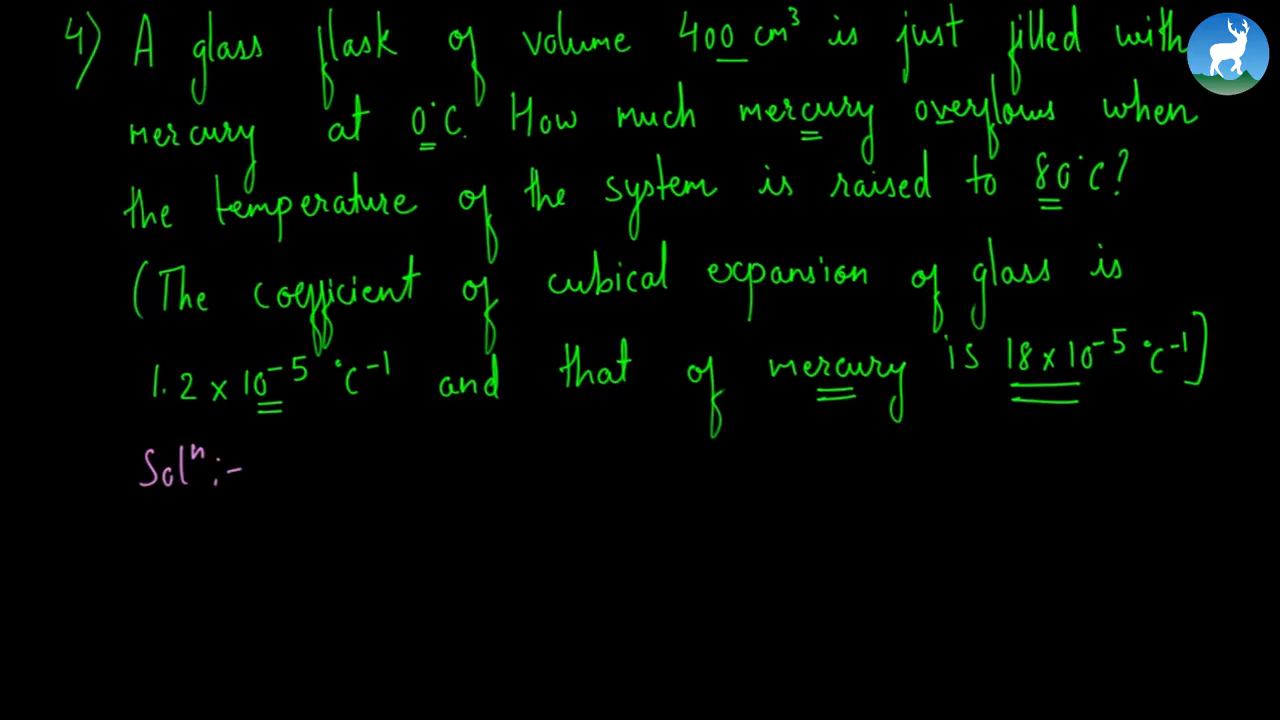 4) A glass flask of volume 400 cm³ is just filled with
mercury at 0°C. How much mercury overflows when
the temperature of the system is raised to 80°C?
(The coefficient of cubical expansion of glass is
1.2 × 10⁻⁵ °C⁻¹ and that of mercury is 18 × 10⁻⁵ °C⁻¹]
Solⁿ :-